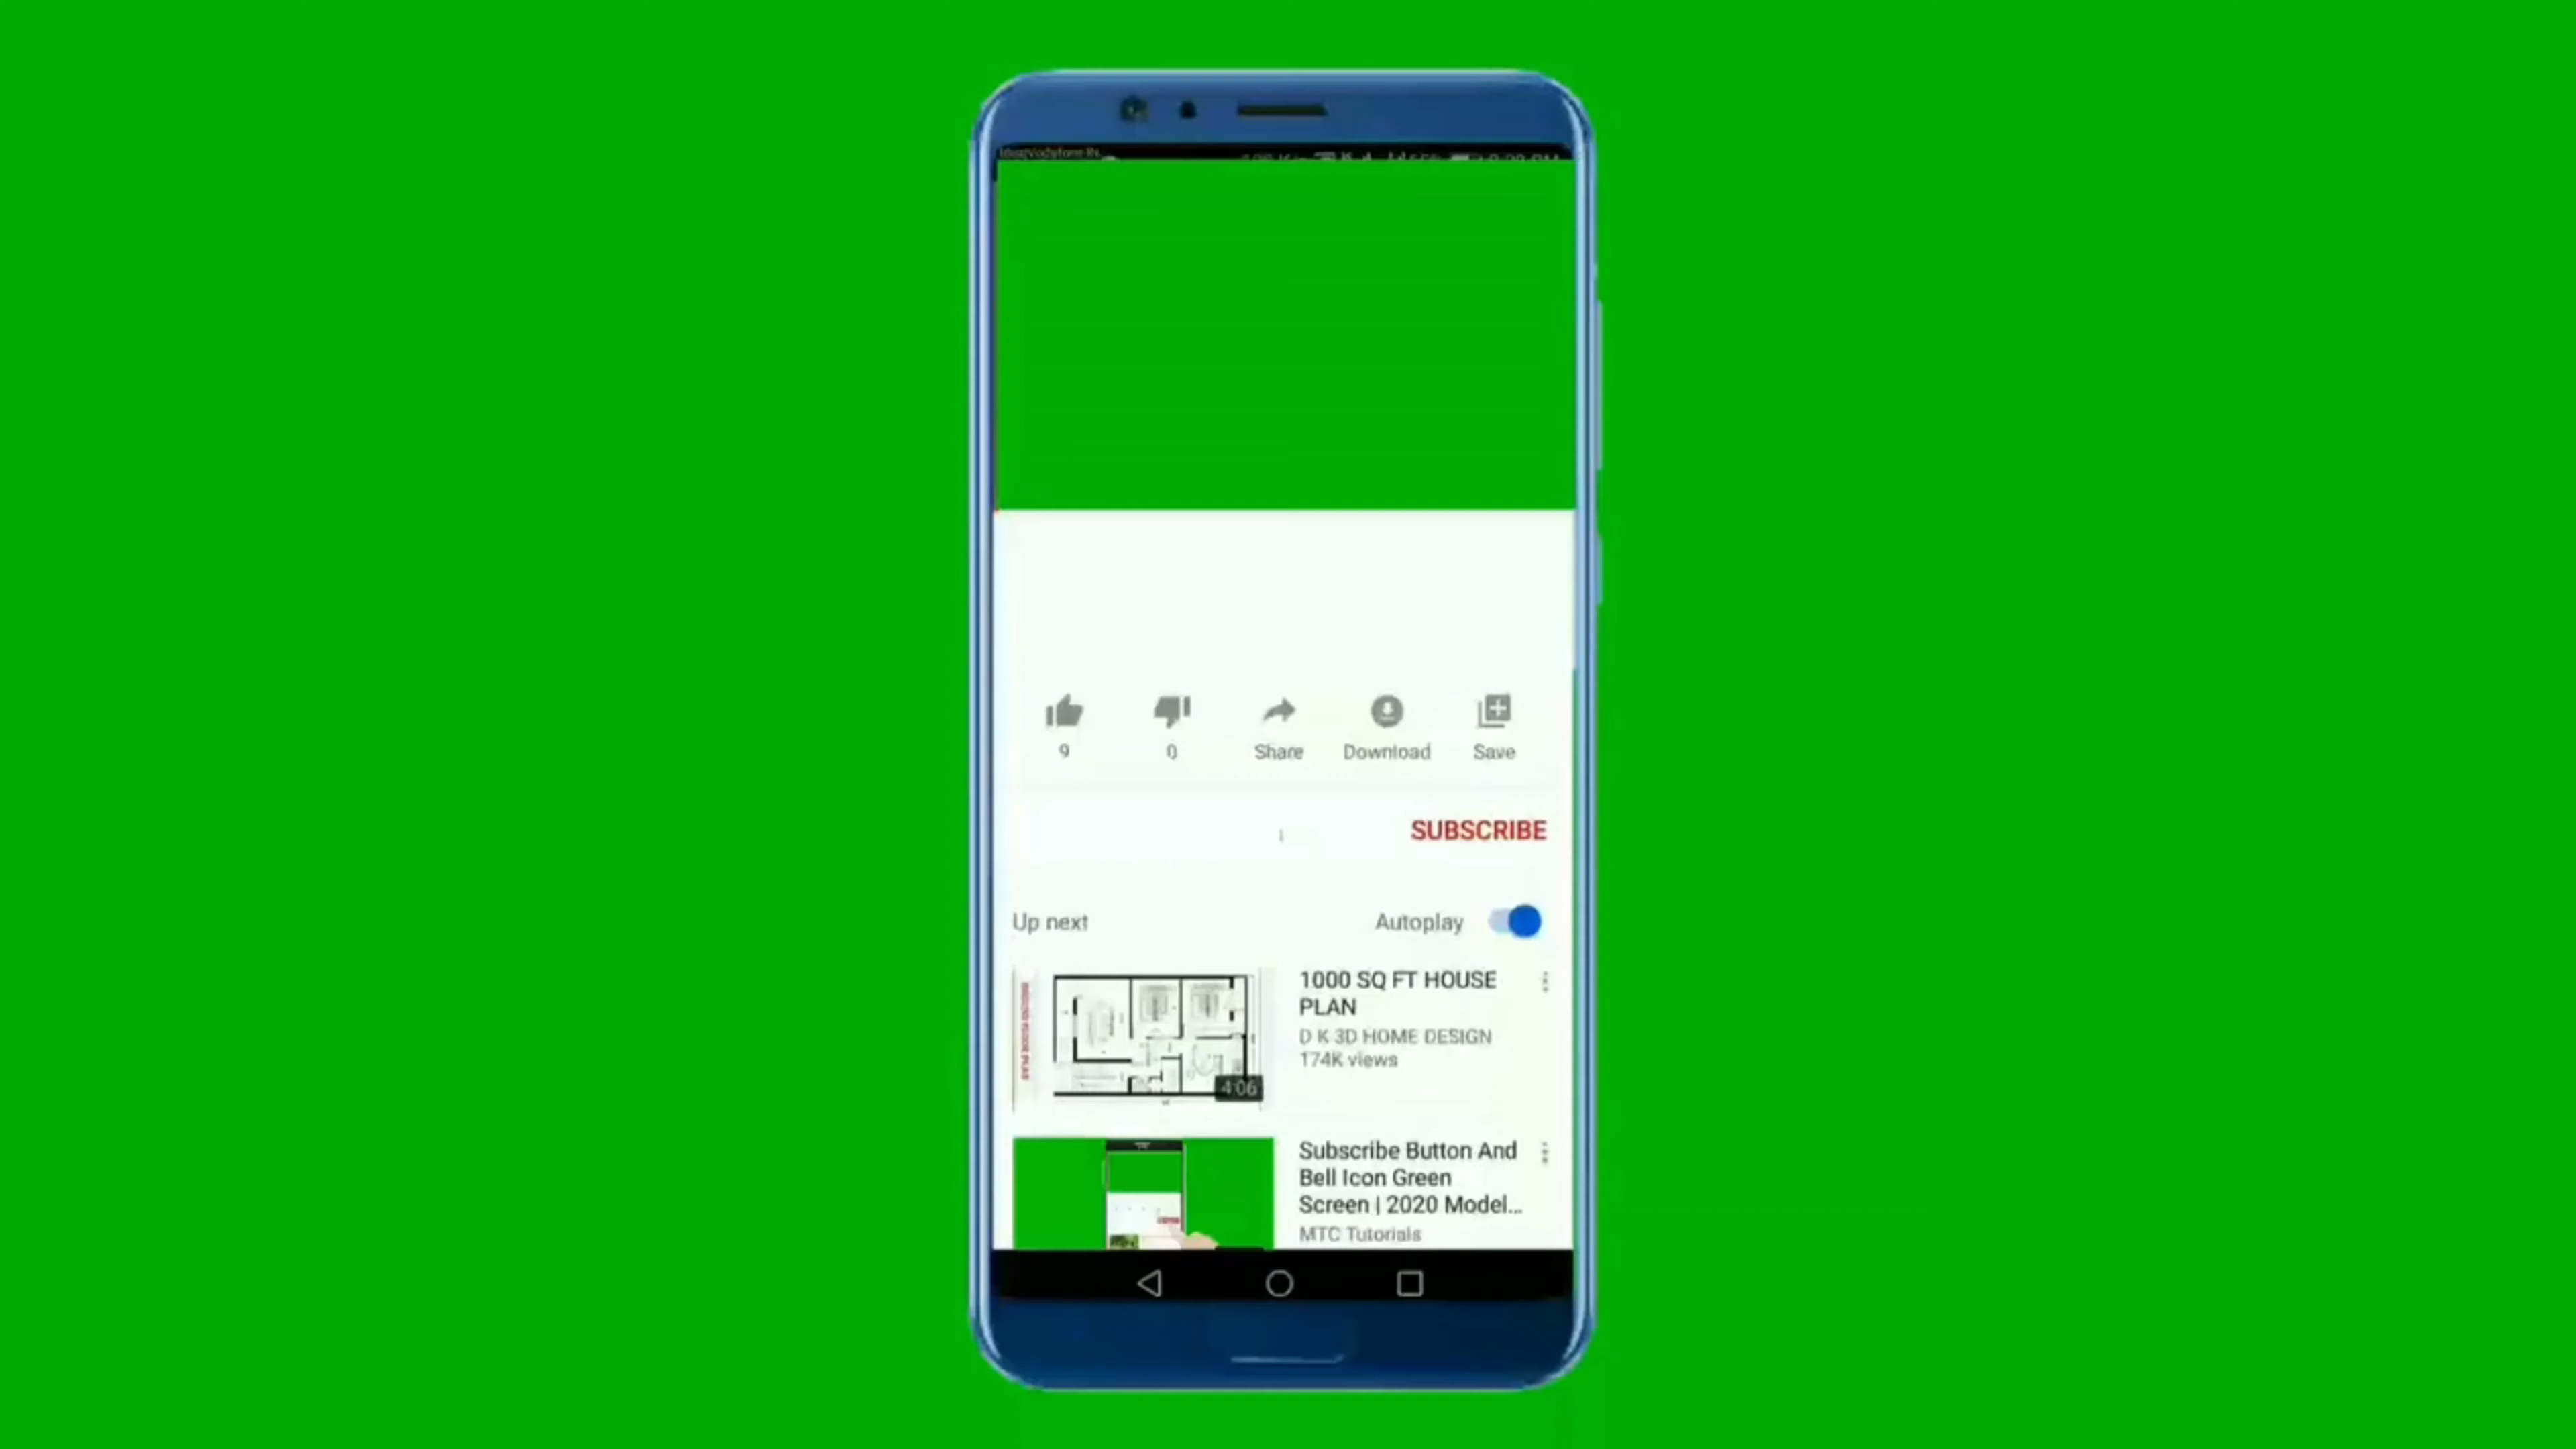 9
0
Share
Download
Save
SUBSCRIBE
Up next
Autoplay
1000 SQ FT HOUSE
PLAN
D K 3D HOME DESIGN
174K views
4:06
Subscribe Button And
Bell Icon Green
Screen | 2020 Model...
MTC Tutorials